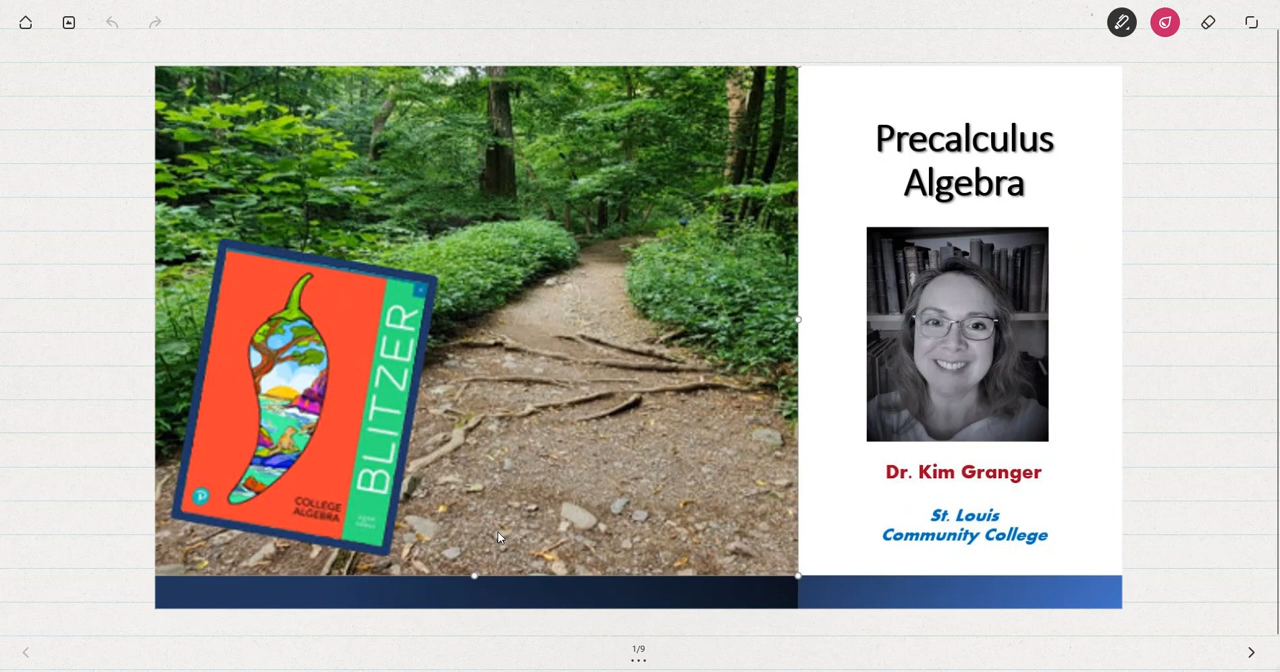 Precalculus
Algebra
BLITZER
COLLEGE
ALGEBRA
Dr. Kim Granger
St. Louis
Community College
1/9